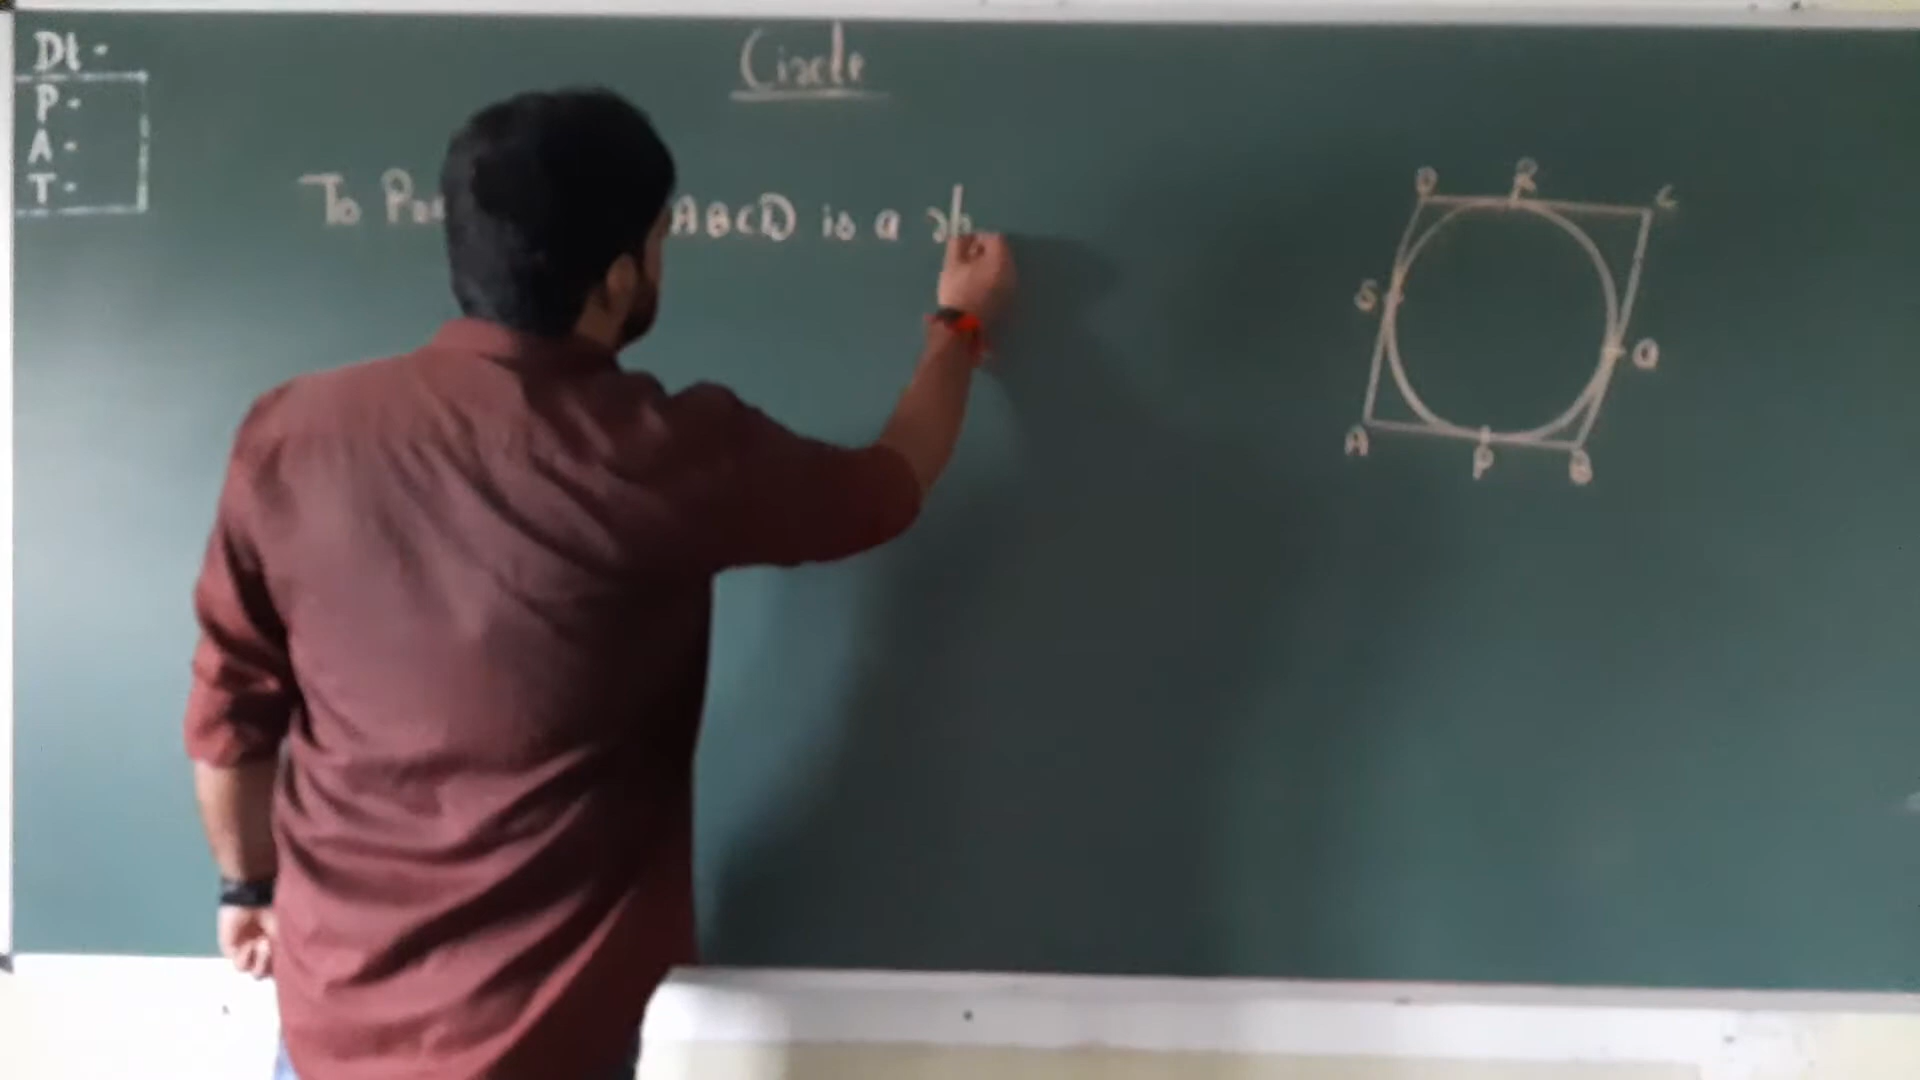 Dt -
P -
A -
T -
Circle
To ABCD is a
D R C
S
Q
A P B